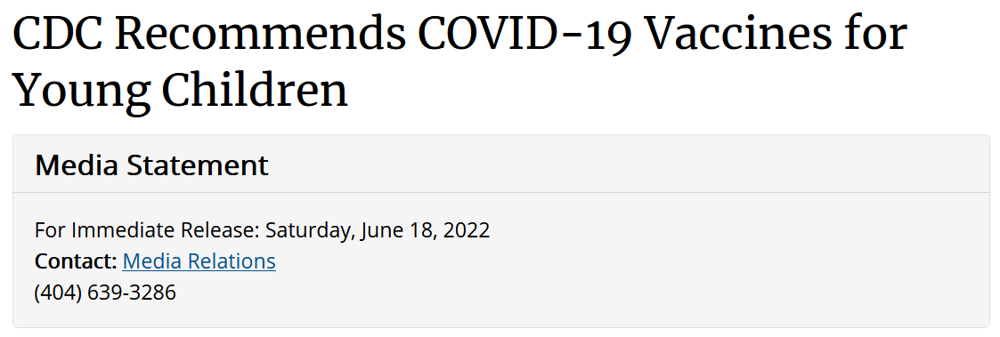 CDC Recommends COVID-19 Vaccines for
Young Children
Media Statement
For Immediate Release: Saturday, June 18, 2022
Contact: Media Relations
(404) 639-3286